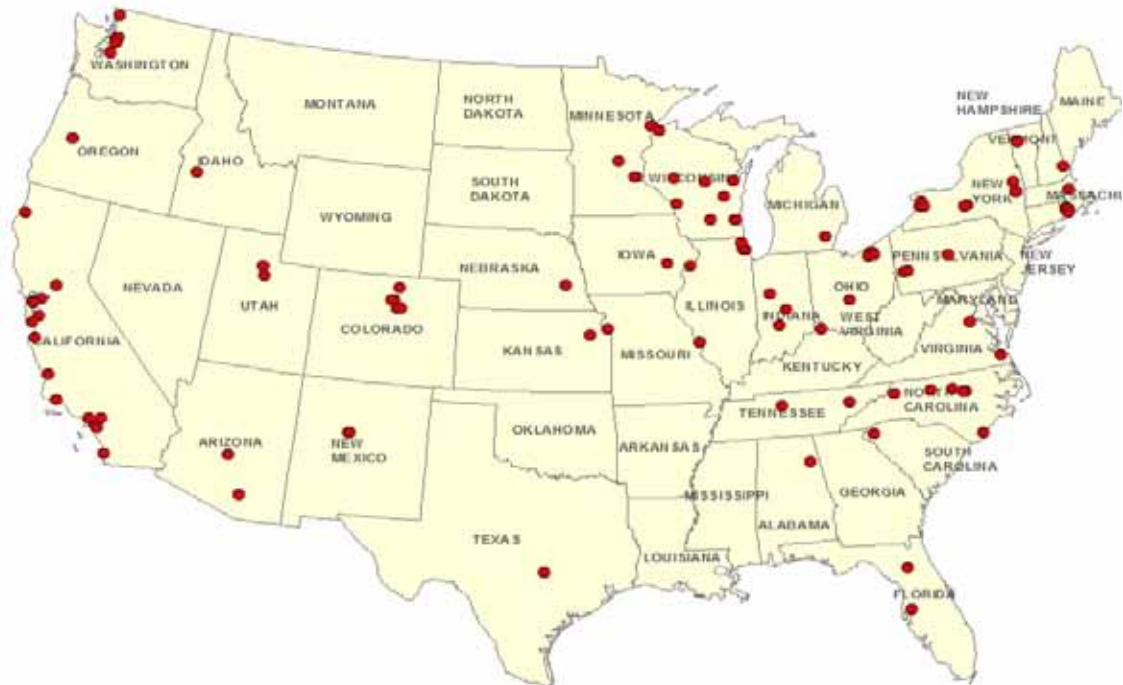 WASHINGTON
MONTANA
NORTH
DAKOTA
MINNESOTA
NEW
HAMPSHIRE
MAINE
VERMONT
OREGON
IDAHO
SOUTH
DAKOTA
WISCONSIN
MICHIGAN
NEW
YORK
MASSACHU
WYOMING
NEBRASKA
IOWA
PENNSYLVANIA
NEW
JERSEY
NEVADA
UTAH
COLORADO
ILLINOIS
INDIANA
OHIO
WEST
VIRGINIA
MARYLAND
CALIFORNIA
KANSAS
MISSOURI
KENTUCKY
VIRGINIA
ARIZONA
NEW
MEXICO
OKLAHOMA
ARKANSAS
TENNESSEE
NORTH
CAROLINA
SOUTH
CAROLINA
TEXAS
LOUISIANA
MISSISSIPPI
ALABAMA
GEORGIA
FLORIDA